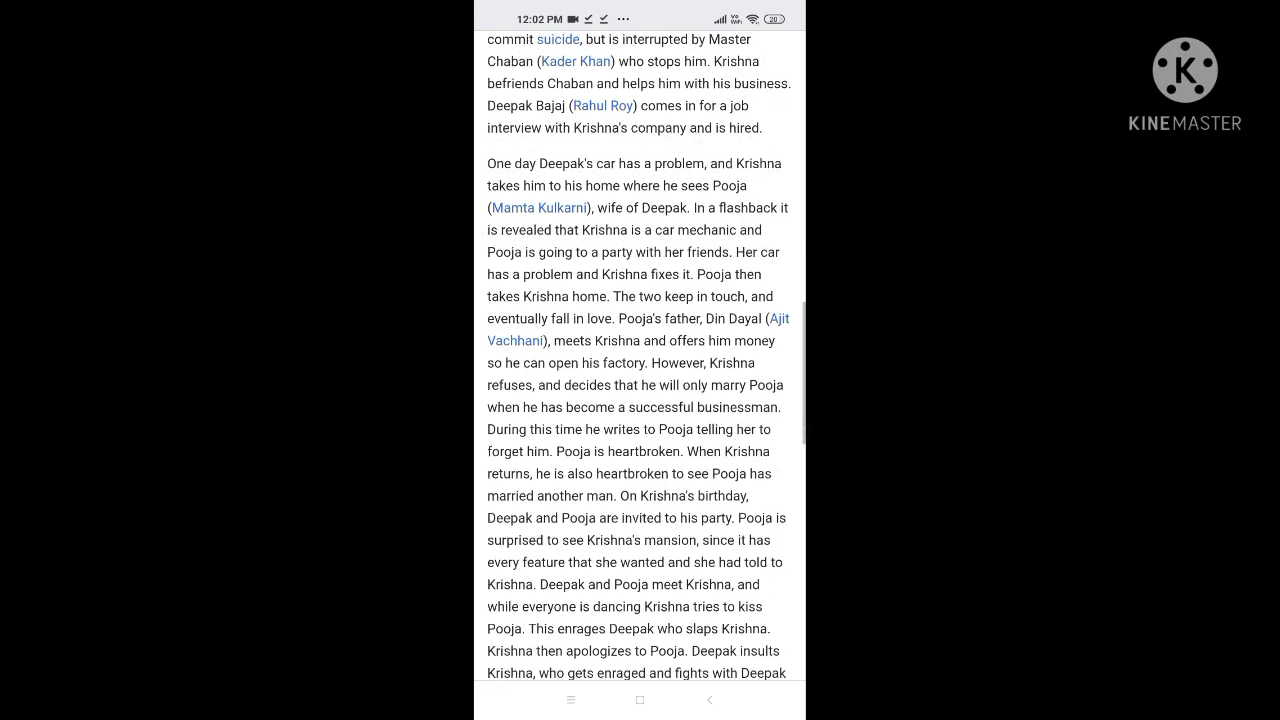 12:02 PM
Vo
WiFi
20
K
KINEMASTER
commit suicide, but is interrupted by Master
Chaban (Kader Khan) who stops him. Krishna
befriends Chaban and helps him with his business.
Deepak Bajaj (Rahul Roy) comes in for a job
interview with Krishna's company and is hired.
One day Deepak's car has a problem, and Krishna
takes him to his home where he sees Pooja
(Mamta Kulkarni), wife of Deepak. In a flashback it
is revealed that Krishna is a car mechanic and
Pooja is going to a party with her friends. Her car
has a problem and Krishna fixes it. Pooja then
takes Krishna home. The two keep in touch, and
eventually fall in love. Pooja's father, Din Dayal (Ajit
Vachhani), meets Krishna and offers him money
so he can open his factory. However, Krishna
refuses, and decides that he will only marry Pooja
when he has become a successful businessman.
During this time he writes to Pooja telling her to
forget him. Pooja is heartbroken. When Krishna
returns, he is also heartbroken to see Pooja has
married another man. On Krishna's birthday,
Deepak and Pooja are invited to his party. Pooja is
surprised to see Krishna's mansion, since it has
every feature that she wanted and she had told to
Krishna. Deepak and Pooja meet Krishna, and
while everyone is dancing Krishna tries to kiss
Pooja. This enrages Deepak who slaps Krishna.
Krishna then apologizes to Pooja. Deepak insults
Krishna, who gets enraged and fights with Deepak